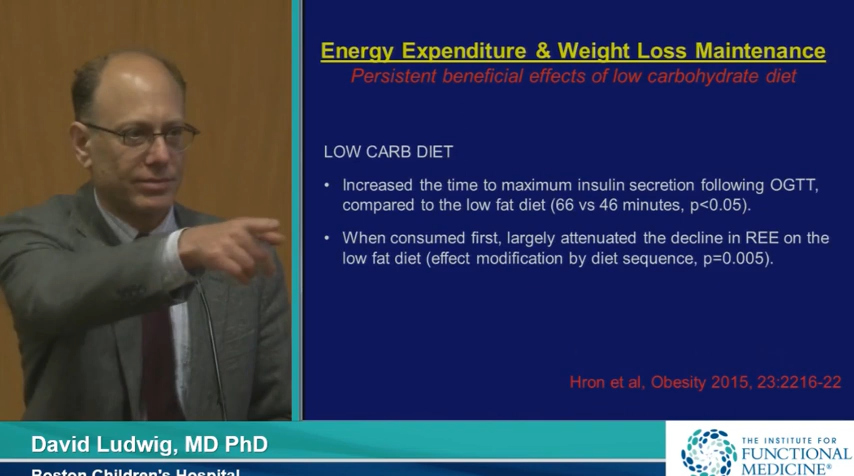 Energy Expenditure & Weight Loss Maintenance
Persistent beneficial effects of low carbohydrate diet
LOW CARB DIET
• Increased the time to maximum insulin secretion following OGTT,
compared to the low fat diet (66 vs 46 minutes, p<0.05).
• When consumed first, largely attenuated the decline in REE on the
low fat diet (effect modification by diet sequence, p=0.005).
Hron et al, Obesity 2015, 23:2216-22
David Ludwig, MD PhD
Boston Children's Hospital
THE INSTITUTE FOR
FUNCTIONAL
MEDICINE®